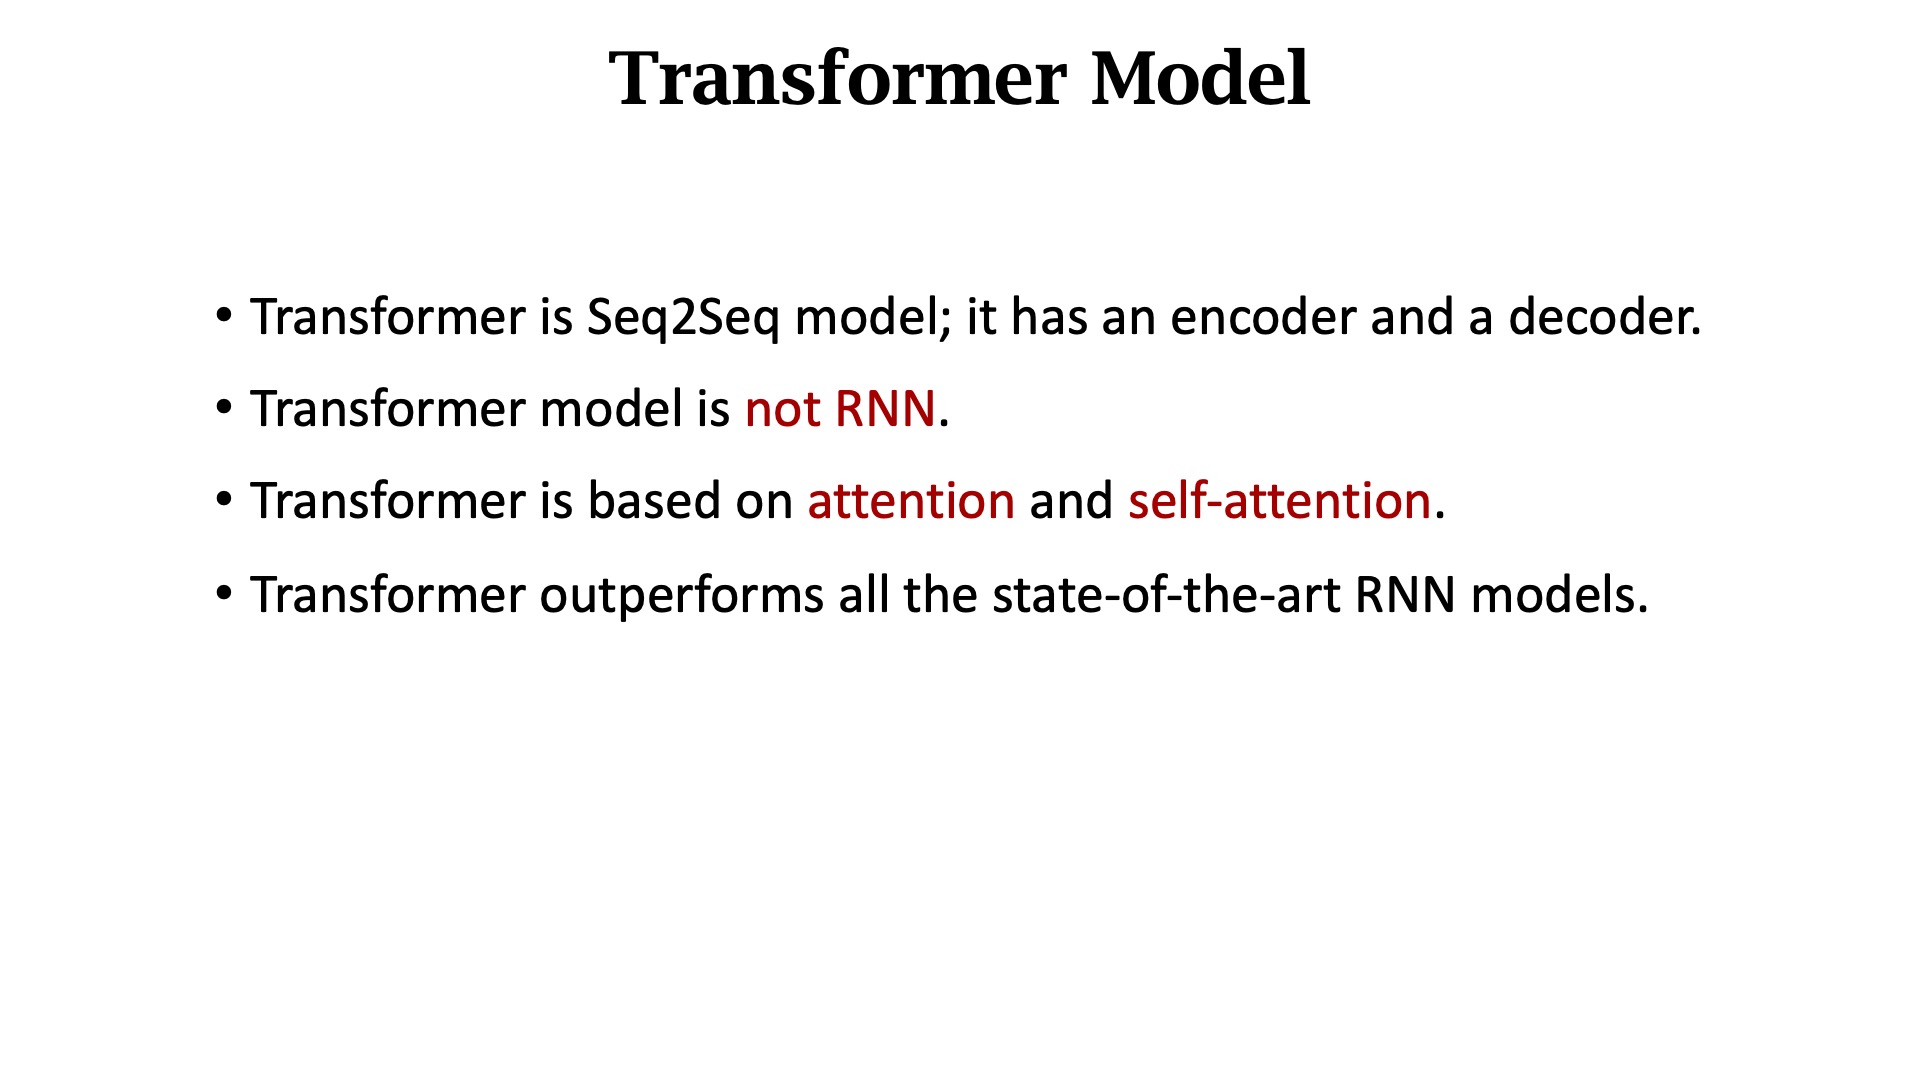 Transformer Model
• Transformer is Seq2Seq model; it has an encoder and a decoder.
• Transformer model is not RNN.
• Transformer is based on attention and self-attention.
• Transformer outperforms all the state-of-the-art RNN models.